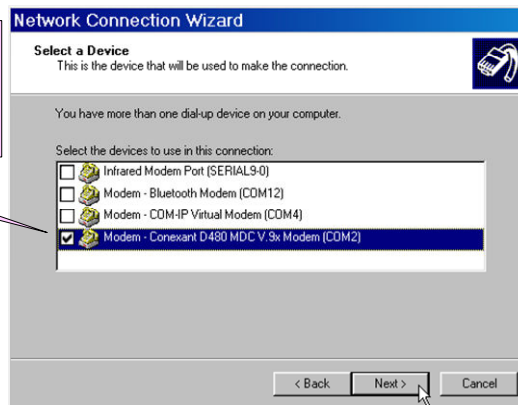 Network Connection Wizard
Select a Device
This is the device that will be used to make the connection.
You have more than one dial-up device on your computer.
Select the devices to use in this connection:
Infrared Modem Port (SERIAL9-0)
Modem - Bluetooth Modem (COM12)
Modem - COM-IP Virtual Modem (COM4)
Modem - Conexant D480 MDC V.9x Modem (COM2)
< Back Next > Cancel